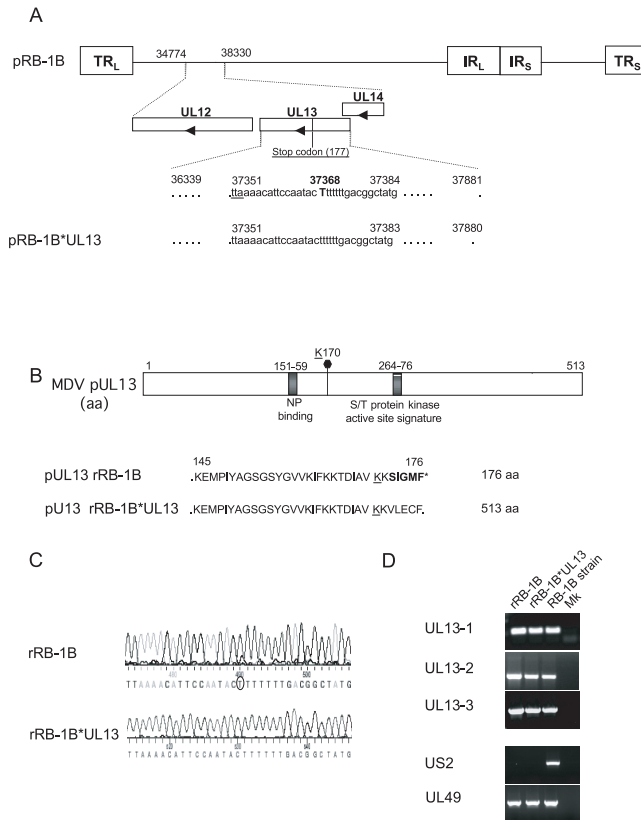 A
34774 38330
pRB-1B TRL IRL IRS TRS
UL14
UL12 UL13
Stop codon (177)
36339 37351 37368 37384 37881
..... ttaaaacattccaatac Tttttttgacggctatg ..... .
pRB-1B*UL13
37351 37383 37880
..... ttaaaacattccaatactttttttgacggctatg ..... .
B
K170
1 151-59 264-76 513
MDV pUL13
(aa)
NP
binding
S/T protein kinase
active site signature
145 176
pUL13 rRB-1B .KEMPIYAGSGSYGVVKIFKKTDIAV KKSIGMF* 176 aa
pU13 rRB-1B*UL13 .KEMPIYAGSGSYGVVKIFKKTDIAV KKVLECF. 513 aa
C
rRB-1B
TTAAAACATTCCAATACTTTTTTTGACGGCTATG
rRB-1B*UL13
TTAAAACATTCCAATACTTTTTTGACGGCTATG
D
rRB-1B
rRB-1B*UL13
RB-1B strain
Mk
UL13-1
UL13-2
UL13-3
US2
UL49